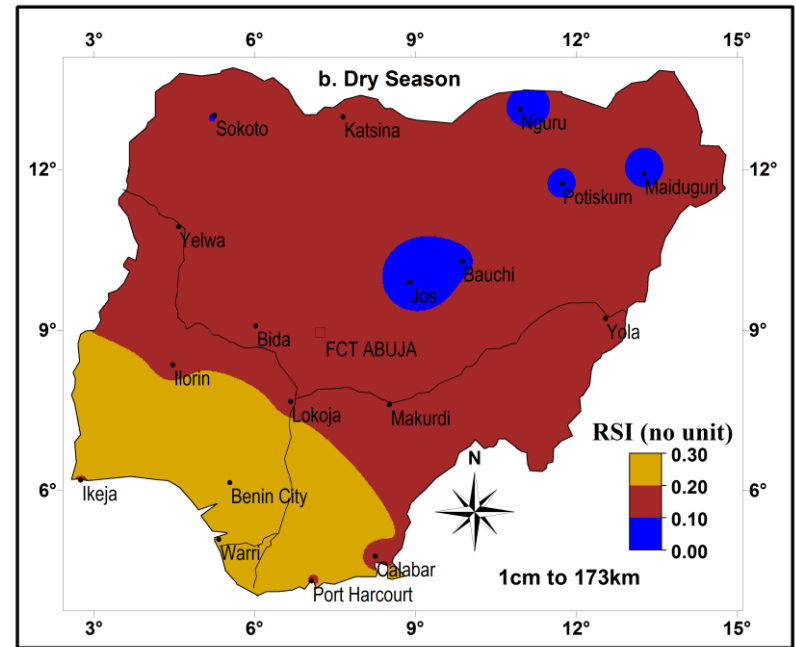 3° 6° 9° 12° 15°
b. Dry Season
Nguru
Sokoto
Katsina
12° 12°
Maiduguri
Potiskum
Yelwa
Bauchi
Jos
9° 9°
Yola
Bida
FCT ABUJA
Ilorin
Lokoja
Makurdi
RSI (no unit)
N
0.30
0.20
0.10
0.00
6° 6°
Ikeja
Benin City
Warri
Calabar
1cm to 173km
Port Harcourt
3° 6° 9° 12° 15°